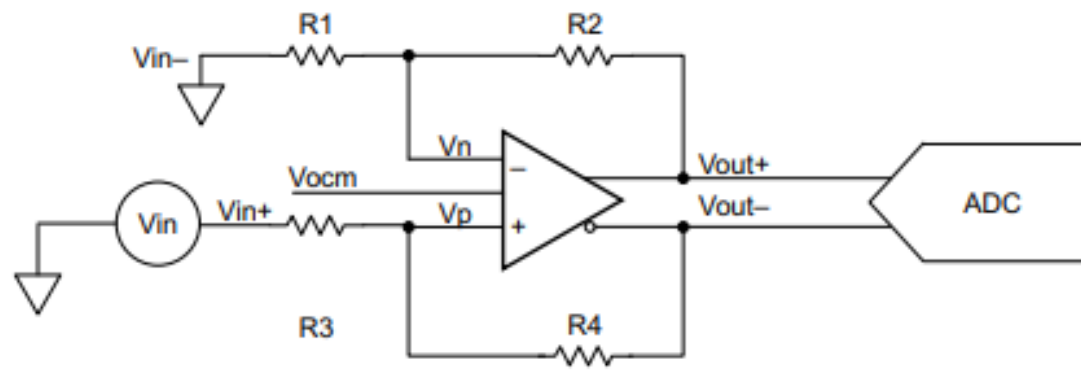 R1
R2
Vin–
Vn
–
Vocm
Vout+
ADC
Vin
Vin+
Vp
+
Vout–
R3
R4